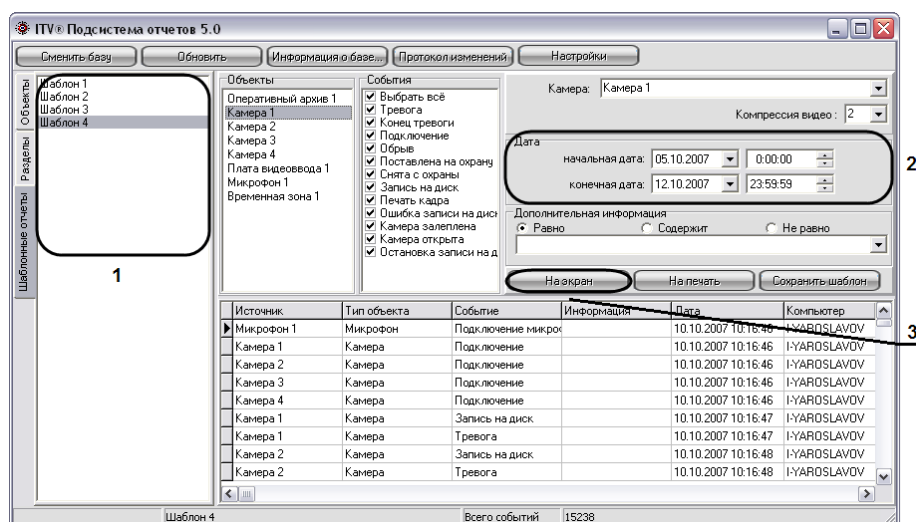 ITV® Подсистема отчетов 5.0
Сменить базу
Обновить
Информация о базе...
Протокол изменений
Настройки
Объекты
Разделы
Шаблонные отчеты
Шаблон 1
Шаблон 2
Шаблон 3
Шаблон 4
1
Объекты
Оперативный архив 1
Камера 1
Камера 2
Камера 3
Камера 4
Плата видеоввода 1
Микрофон 1
Временная зона 1
События
Выбрать всё
Тревога
Конец тревоги
Подключение
Обрыв
Поставлена на охрану
Снята с охраны
Запись на диск
Печать кадра
Ошибка записи на диск
Камера залеплена
Камера открыта
Остановка записи на д
Камера: Камера 1
Компрессия видео : 2
Дата
начальная дата: 05.10.2007 0:00:00
конечная дата: 12.10.2007 23:59:59
2
Дополнительная информация
Равно Содержит Не равно
На экран
На печать
Сохранить шаблон
3
Источник Тип объекта Событие Информация Дата Компьютер
Микрофон 1 Микрофон Подключение микро 10.10.2007 10:16:46 I-YAROSLAVOV
Камера 1 Камера Подключение 10.10.2007 10:16:46 I-YAROSLAVOV
Камера 2 Камера Подключение 10.10.2007 10:16:46 I-YAROSLAVOV
Камера 3 Камера Подключение 10.10.2007 10:16:46 I-YAROSLAVOV
Камера 4 Камера Подключение 10.10.2007 10:16:46 I-YAROSLAVOV
Камера 1 Камера Запись на диск 10.10.2007 10:16:47 I-YAROSLAVOV
Камера 1 Камера Тревога 10.10.2007 10:16:47 I-YAROSLAVOV
Камера 2 Камера Запись на диск 10.10.2007 10:16:48 I-YAROSLAVOV
Камера 2 Камера Тревога 10.10.2007 10:16:48 I-YAROSLAVOV
Шаблон 4 Всего событий 15238